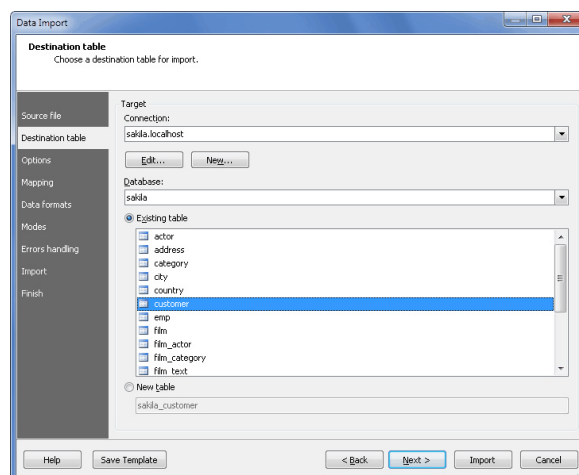 Data Import
Destination table
Choose a destination table for import.
Source file
Destination table
Options
Mapping
Data formats
Modes
Errors handling
Import
Finish
Target
Connection:
sakila.localhost
Edit... New...
Database:
sakila
Existing table
actor
address
category
city
country
customer
emp
film
film_actor
film_category
film_text
New table
sakila_customer
Help Save Template < Back Next > Import Cancel